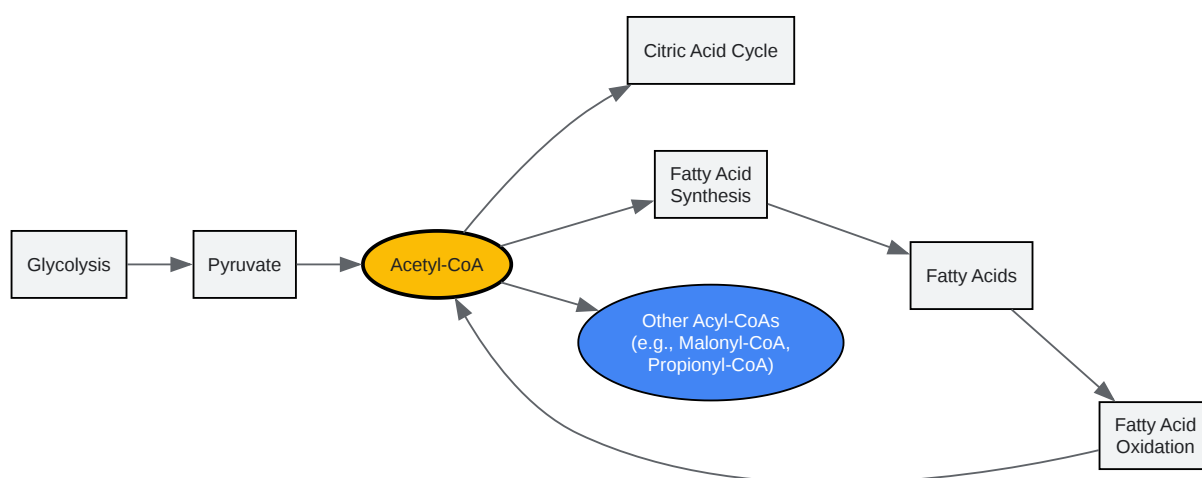 Citric Acid Cycle
Fatty Acid
Synthesis
Glycolysis
Pyruvate
Acetyl-CoA
Fatty Acids
Other Acyl-CoAs
(e.g., Malonyl-CoA,
Propionyl-CoA)
Fatty Acid
Oxidation